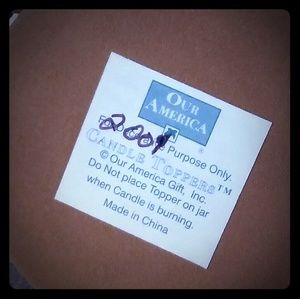 OUR
AMERICA
®
Purpose Only.
CANDLE TOPPERS™
© Our America Gift, Inc.
Do Not place Topper on jar
when Candle is burning.
Made in China